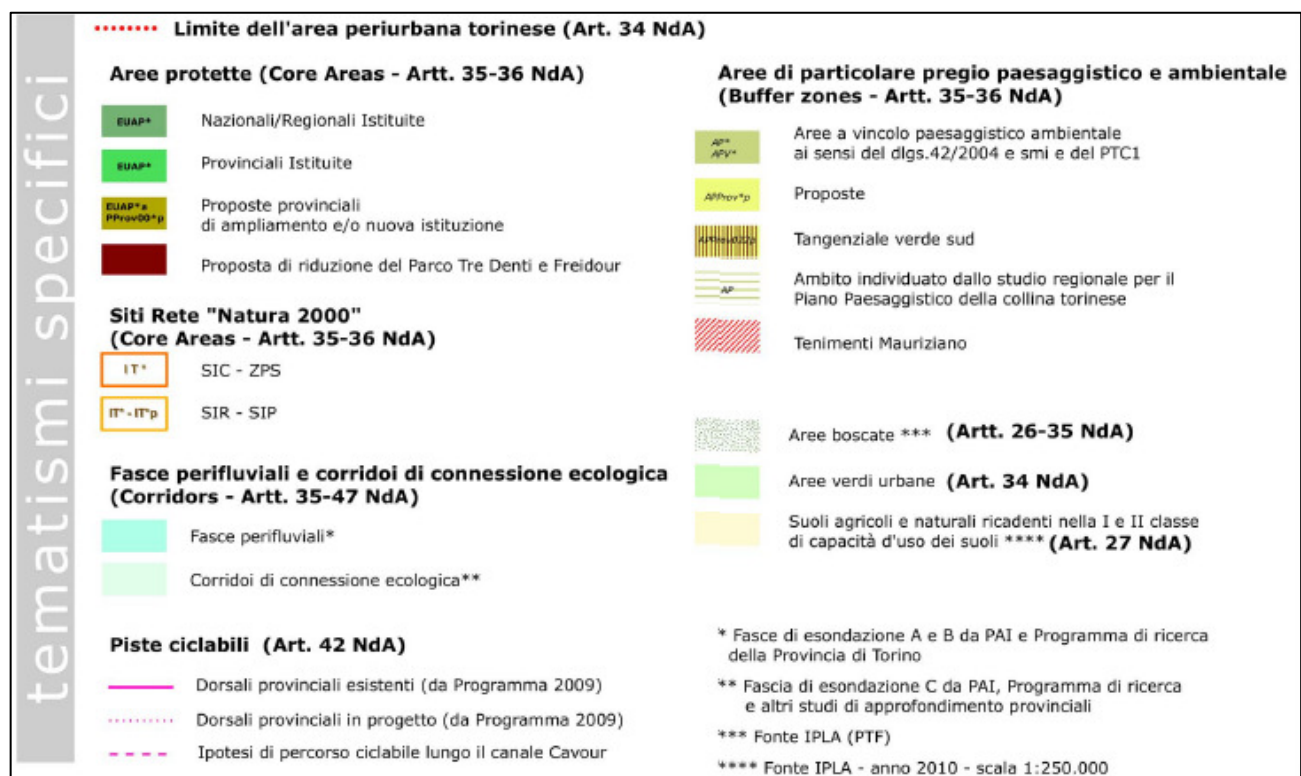 tematismi specifici
Limite dell'area periurbana torinese (Art. 34 NdA)
Aree protette (Core Areas - Artt. 35-36 NdA)
EUAP*
Nazionali/Regionali Istituite
EUAP*
Provinciali Istituite
EUAP*a
PProv00*p
Proposte provinciali
di ampliamento e/o nuova istituzione
Proposta di riduzione del Parco Tre Denti e Freidour
Siti Rete "Natura 2000"
(Core Areas - Artt. 35-36 NdA)
IT*
SIC - ZPS
IT* - IT*p
SIR - SIP
Fasce perifluviali e corridoi di connessione ecologica
(Corridors - Artt. 35-47 NdA)
Fasce perifluviali*
Corridoi di connessione ecologica**
Piste ciclabili (Art. 42 NdA)
Dorsali provinciali esistenti (da Programma 2009)
Dorsali provinciali in progetto (da Programma 2009)
Ipotesi di percorso ciclabile lungo il canale Cavour
Aree di particolare pregio paesaggistico e ambientale
(Buffer zones - Artt. 35-36 NdA)
AP*
APV*
Aree a vincolo paesaggistico ambientale
ai sensi del dlgs.42/2004 e smi e del PTC1
APProv*p
Proposte
APProv022p
Tangenziale verde sud
AP
Ambito individuato dallo studio regionale per il
Piano Paesaggistico della collina torinese
Tenimenti Mauriziano
Aree boscate *** (Artt. 26-35 NdA)
Aree verdi urbane (Art. 34 NdA)
Suoli agricoli e naturali ricadenti nella I e II classe
di capacità d'uso dei suoli **** (Art. 27 NdA)
* Fasce di esondazione A e B da PAI e Programma di ricerca
della Provincia di Torino
** Fascia di esondazione C da PAI, Programma di ricerca
e altri studi di approfondimento provinciali
*** Fonte IPLA (PTF)
**** Fonte IPLA - anno 2010 - scala 1:250.000